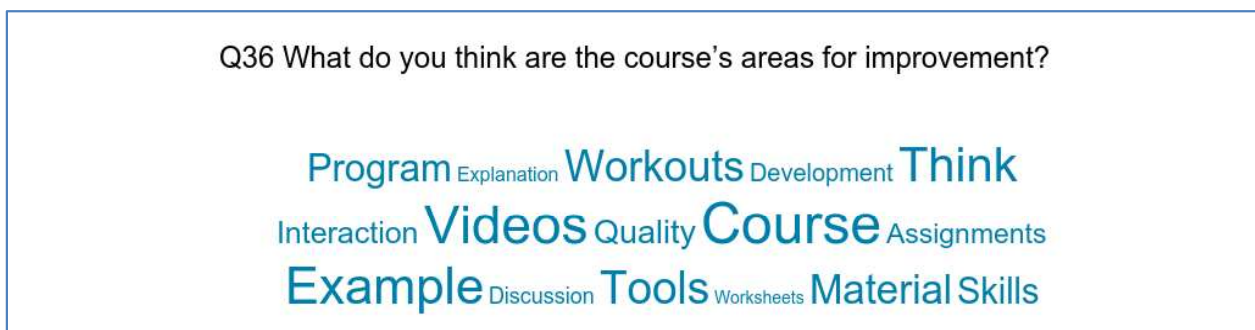 Q36 What do you think are the course’s areas for improvement?
Program Explanation Workouts Development Think
Interaction Videos Quality Course Assignments
Example Discussion Tools Worksheets Material Skills